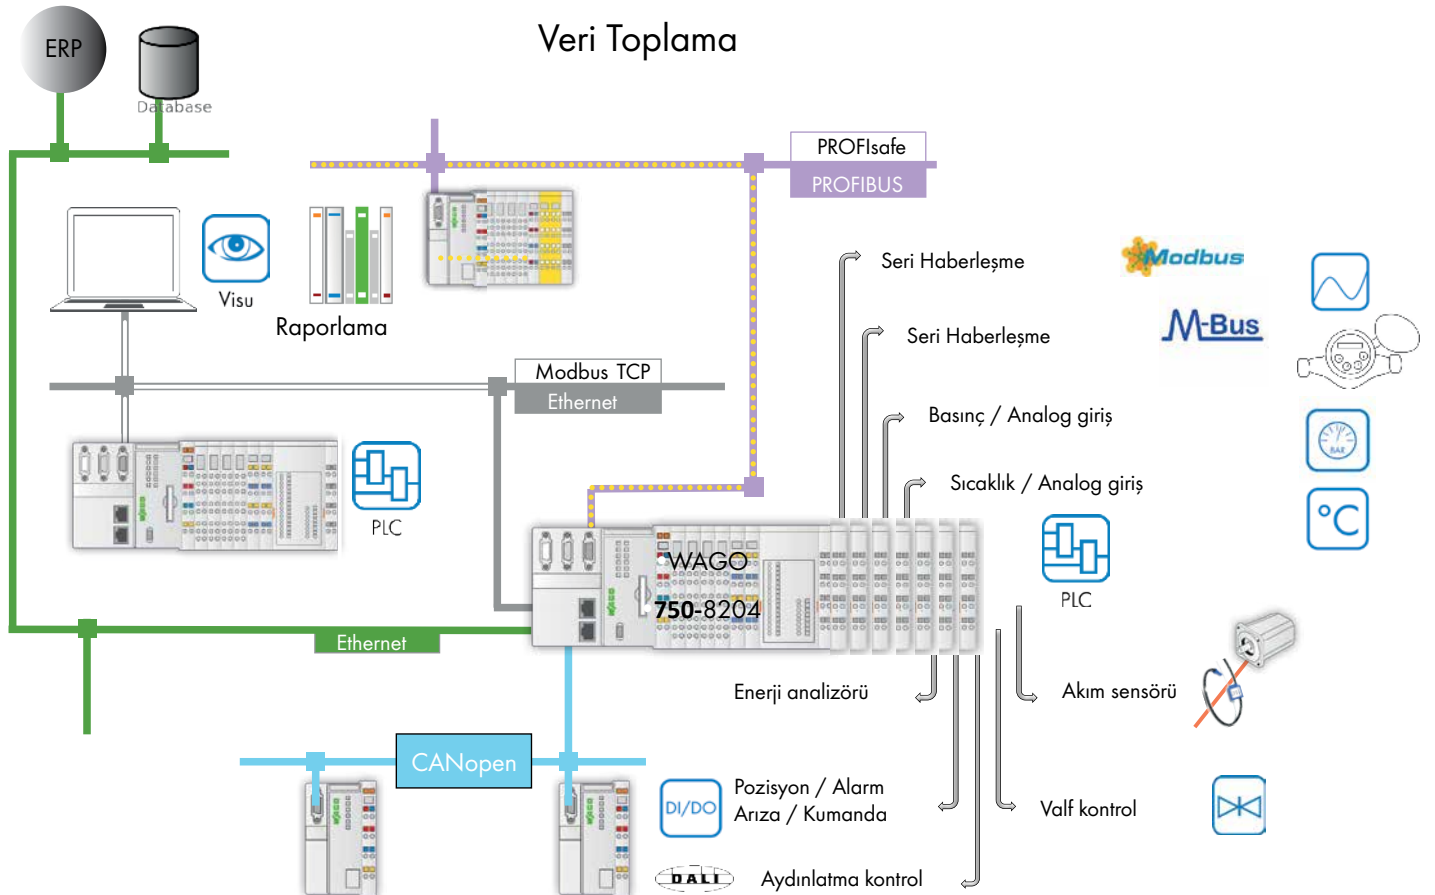 Veri Toplama
ERP
Database
PROFIsafe
PROFIBUS
Visu
Raporlama
Seri Haberleşme
Modbus
Seri Haberleşme
M-Bus
Modbus TCP
Ethernet
Basınç / Analog giriş
BAR
Sıcaklık / Analog giriş
°C
PLC
WAGO
750-8204
PLC
Ethernet
Enerji analizörü
Akım sensörü
CANopen
DI/DO
Pozisyon / Alarm
Arıza / Kumanda
Valf kontrol
DALI
Aydınlatma kontrol